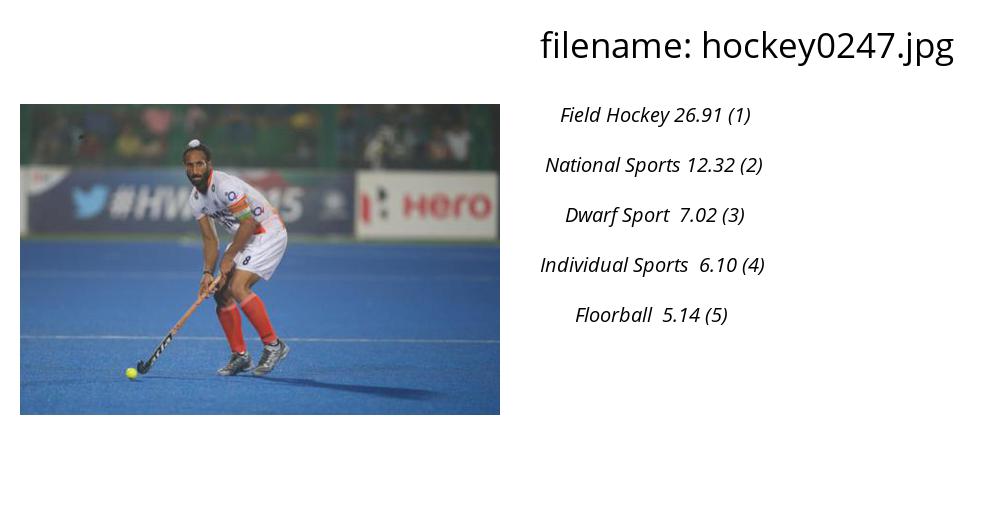 filename: hockey0247.jpg
Field Hockey 26.91 (1)
National Sports 12.32 (2)
Dwarf Sport 7.02 (3)
Individual Sports 6.10 (4)
Floorball 5.14 (5)
#HW
5
HERO
8